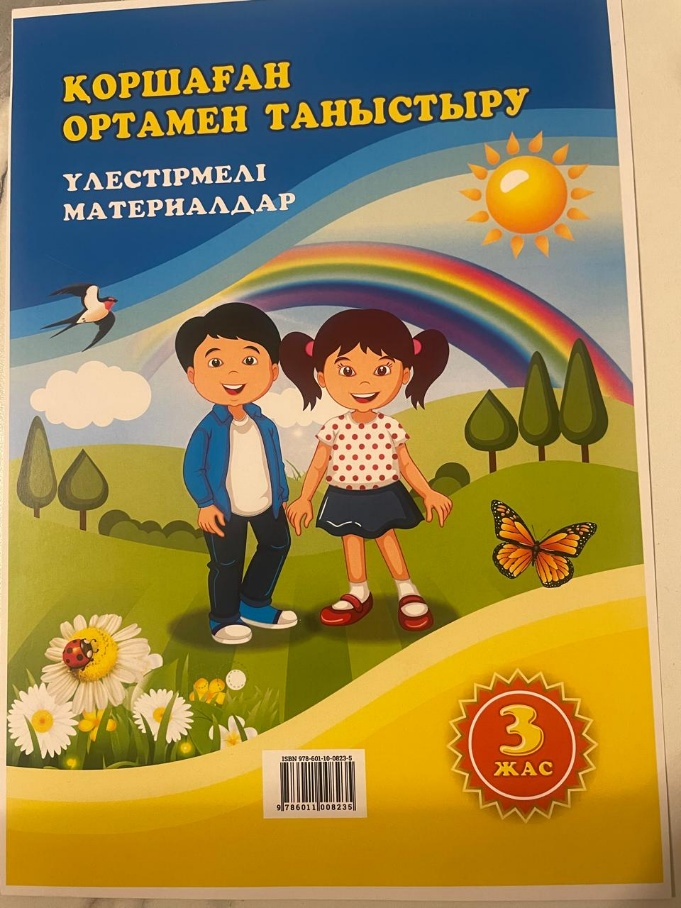 ҚОРШАҒАН
ОРТАМЕН ТАНЫСТЫРУ
ҮЛЕСТІРМЕЛІ
МАТЕРИАЛДАР
3
ЖАС
ISBN 978-601-10-0823-5
9 786011 008235